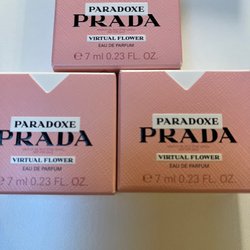 PARADOXE
PRADA
VIRTUAL FLOWER
EAU DE PARFUM
℮ 7 ml 0.23 FL. OZ.
PARADOXE
PRADA
VIRTUAL FLOWER
EAU DE PARFUM
℮ 7 ml 0.23 FL. OZ.
PARADOXE
PRADA
VIRTUAL FLOWER
EAU DE PARFUM
℮ 7 ml 0.23 FL. OZ.